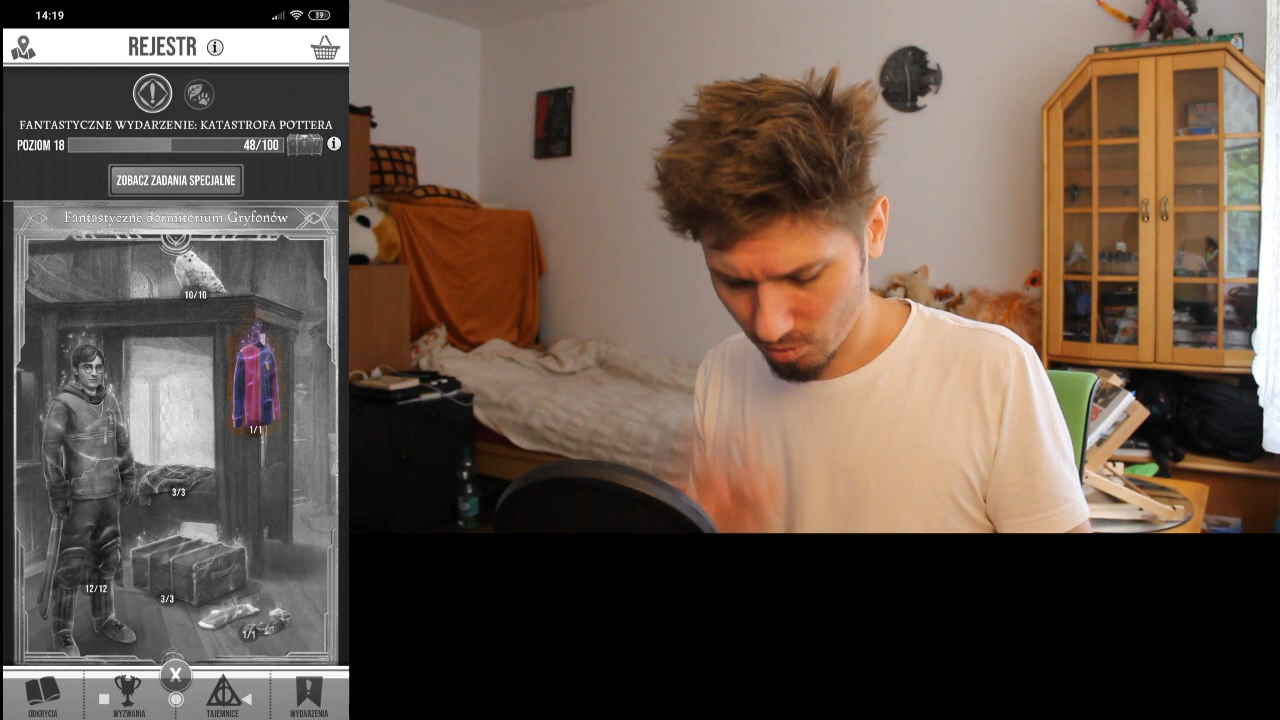 14:19
39
REJESTR
FANTASTYCZNE WYDARZENIE: KATASTROFA POTTERA
POZIOM 18
48/100
ZOBACZ ZADANIA SPECJALNE
Fantastyczne dormitorium Gryfonów
10/10
1/1
3/3
12/12
3/3
1/1
X
ODKRYCIA
WYZWANIA
TAJEMNICE
WYDARZENIA